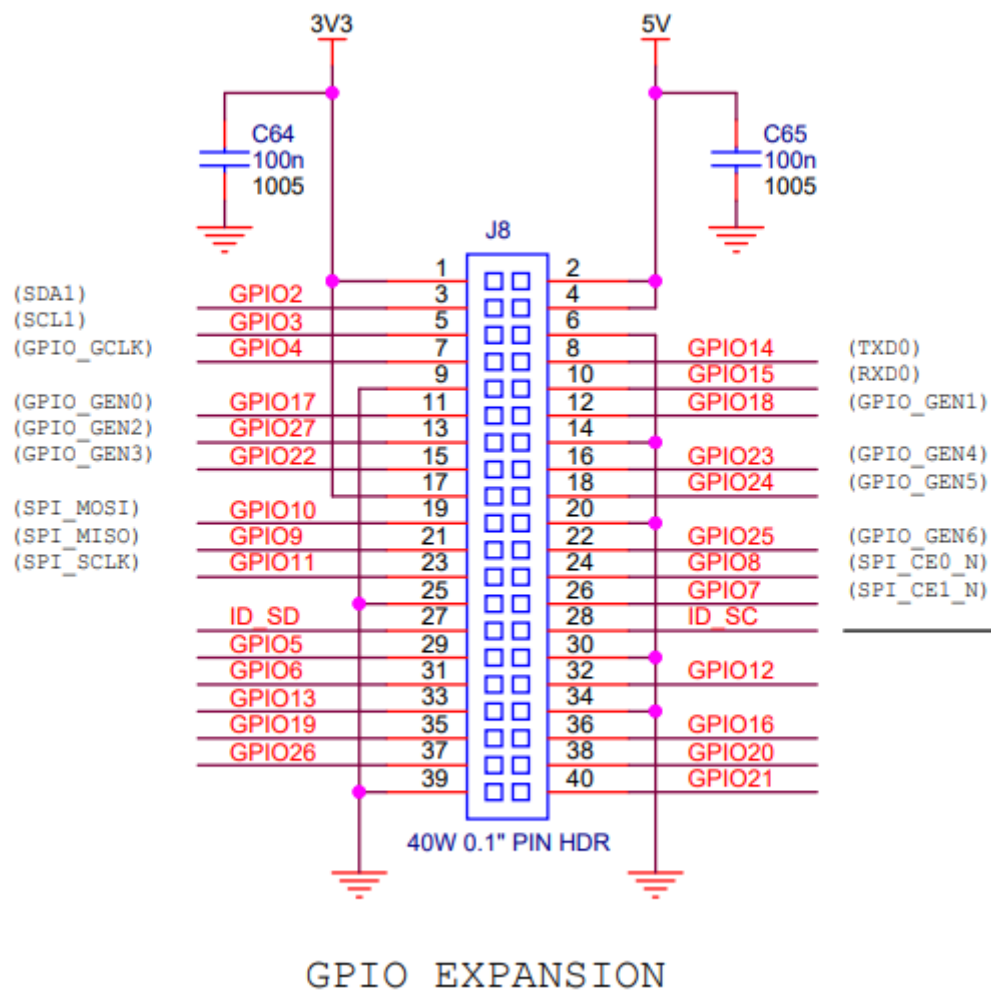 3V3 5V
C64 C65
100n 100n
1005 1005
J8
1 2
(SDA1) GPIO2 3 4
(SCL1) GPIO3 5 6
(GPIO_GCLK) GPIO4 7 8 GPIO14 (TXD0)
9 10 GPIO15 (RXD0)
(GPIO_GEN0) GPIO17 11 12 GPIO18 (GPIO_GEN1)
(GPIO_GEN2) GPIO27 13 14
(GPIO_GEN3) GPIO22 15 16 GPIO23 (GPIO_GEN4)
17 18 GPIO24 (GPIO_GEN5)
(SPI_MOSI) GPIO10 19 20
(SPI_MISO) GPIO9 21 22 GPIO25 (GPIO_GEN6)
(SPI_SCLK) GPIO11 23 24 GPIO8 (SPI_CE0_N)
25 26 GPIO7 (SPI_CE1_N)
ID_SD 27 28 ID_SC
GPIO5 29 30
GPIO6 31 32 GPIO12
GPIO13 33 34
GPIO19 35 36 GPIO16
GPIO26 37 38 GPIO20
39 40 GPIO21
40W 0.1" PIN HDR
GPIO EXPANSION